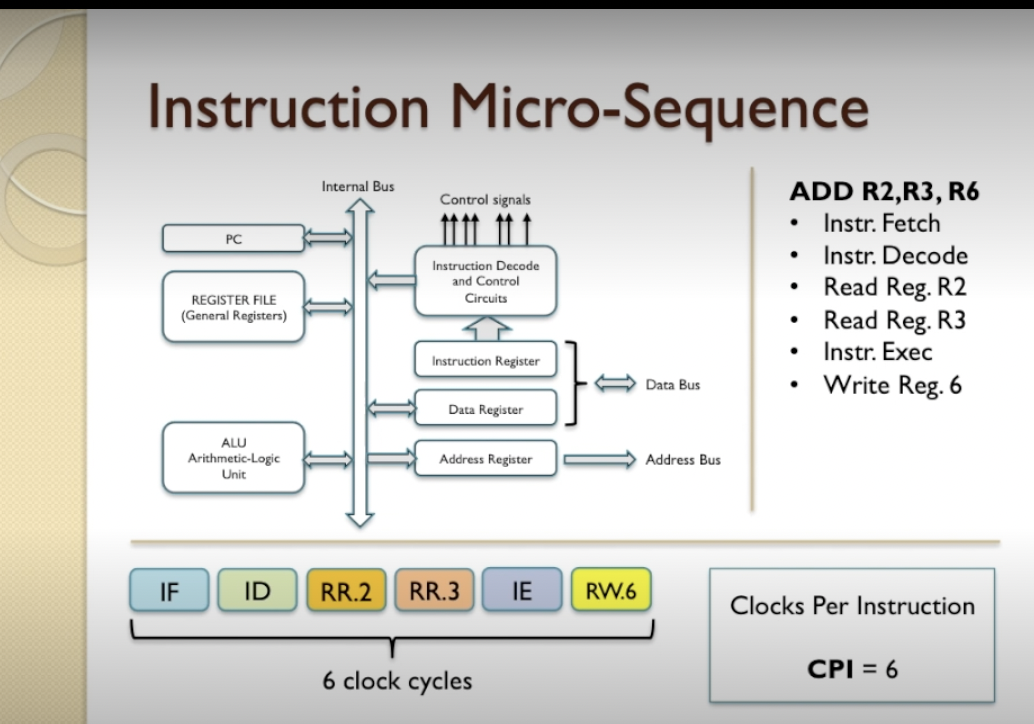 Instruction Micro-Sequence
Internal Bus
Control signals
PC
REGISTER FILE
(General Registers)
ALU
Arithmetic-Logic
Unit
Instruction Decode
and Control
Circuits
Instruction Register
Data Register
Address Register
Data Bus
Address Bus
ADD R2,R3, R6
• Instr. Fetch
• Instr. Decode
• Read Reg. R2
• Read Reg. R3
• Instr. Exec
• Write Reg. 6
IF ID RR.2 RR.3 IE RW.6
6 clock cycles
Clocks Per Instruction
CPI = 6